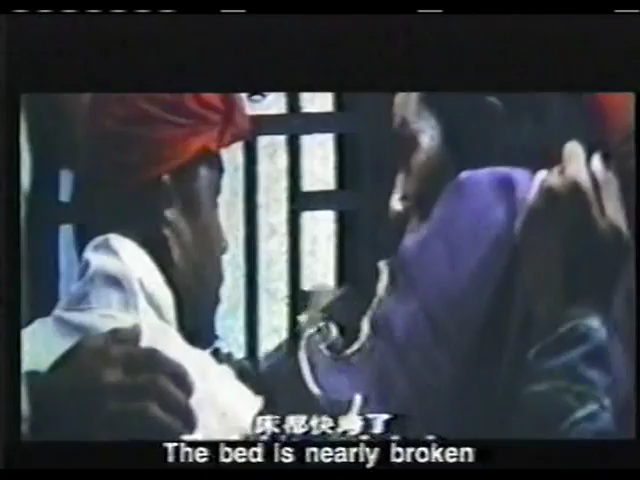 床都快了
The bed is nearly broken